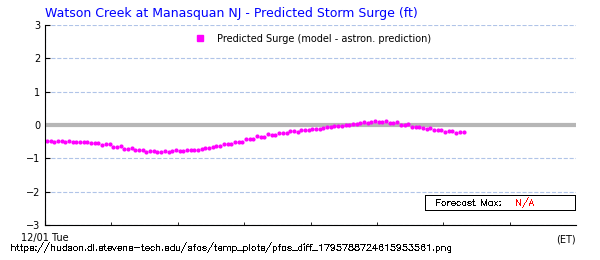 Watson Creek at Manasquan NJ - Predicted Storm Surge (ft)
3
Predicted Surge (model - astron. prediction)
2
1
0
−1
−2
Forecast Max: N/A
−3
12/01 Tue
(ET)
https://hudson.dl.stevens-tech.edu/sfas/temp_plots/pfas_diff_1795788724615953561.png